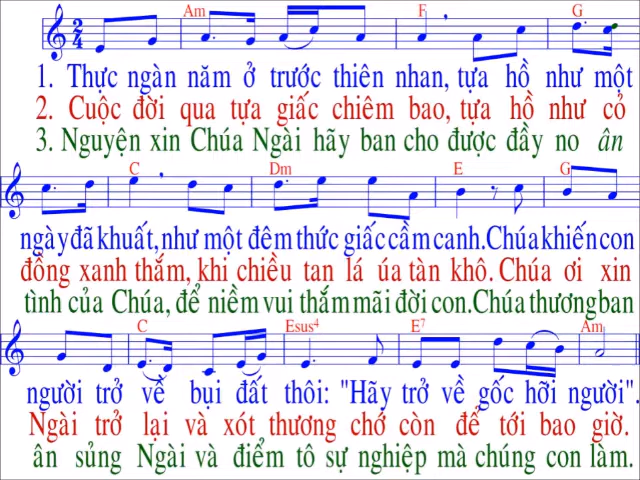 2 4 Am F G
1. Thực ngàn năm ở trước thiên nhan, tựa hồ như một
2. Cuộc đời qua tựa giấc chiêm bao, tựa hồ như cỏ
3. Nguyện xin Chúa Ngài hãy ban cho được đầy no ân
C Dm E G
ngày đã khuất, như một đêm thức giấc cầm canh. Chúa khiến con
đồng xanh thắm, khi chiều tan lá úa tàn khô. Chúa ơi xin
tình của Chúa, để niềm vui thắm mãi đời con. Chúa thương ban
C Esus4 E7 Am
người trở về bụi đất thôi: "Hãy trở về gốc hỡi người".
Ngài trở lại và xót thương chớ còn để tới bao giờ.
ân sủng Ngài và điểm tô sự nghiệp mà chúng con làm.